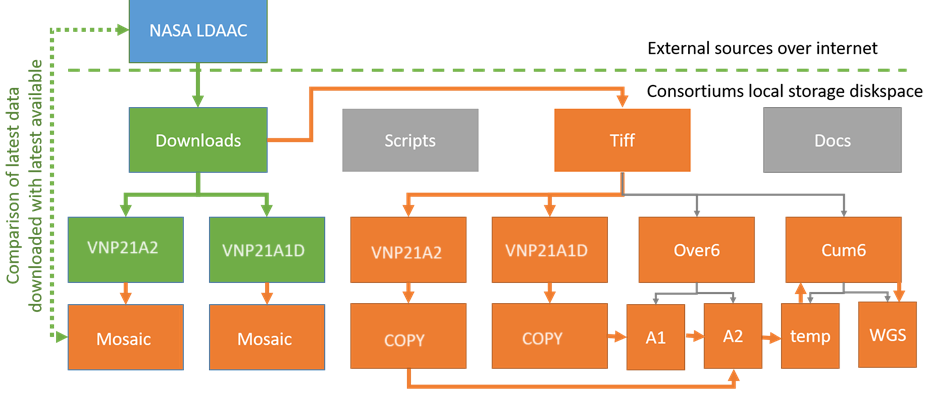 NASA LDAAC
External sources over internet
Consortiums local storage diskspace
Comparison of latest data
downloaded with latest available
Downloads
Scripts
Tiff
Docs
VNP21A2
VNP21A1D
VNP21A2
VNP21A1D
Over6
Cum6
Mosaic
Mosaic
COPY
COPY
A1
A2
temp
WGS